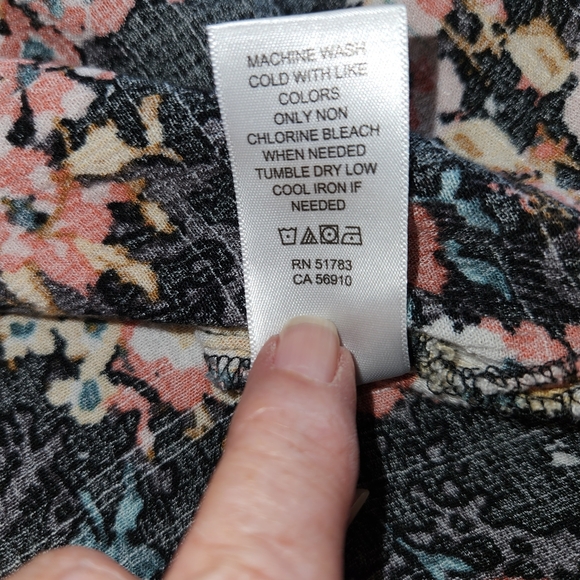 MACHINE WASH
COLD WITH LIKE
COLORS
ONLY NON
CHLORINE BLEACH
WHEN NEEDED
TUMBLE DRY LOW
COOL IRON IF
NEEDED
RN 51783
CA 56910